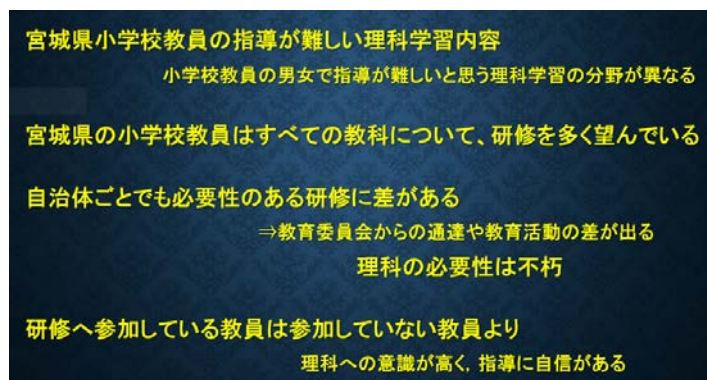 宮城県小学校教員の指導が難しい理科学習内容
小学校教員の男女で指導が難しいと思う理科学習の分野が異なる
宮城県の小学校教員はすべての教科について、研修を多く望んでいる
自治体ごとでも必要性のある研修に差がある
⇒教育委員会からの通達や教育活動の差が出る
理科の必要性は不朽
研修へ参加している教員は参加していない教員より
理科への意識が高く, 指導に自信がある